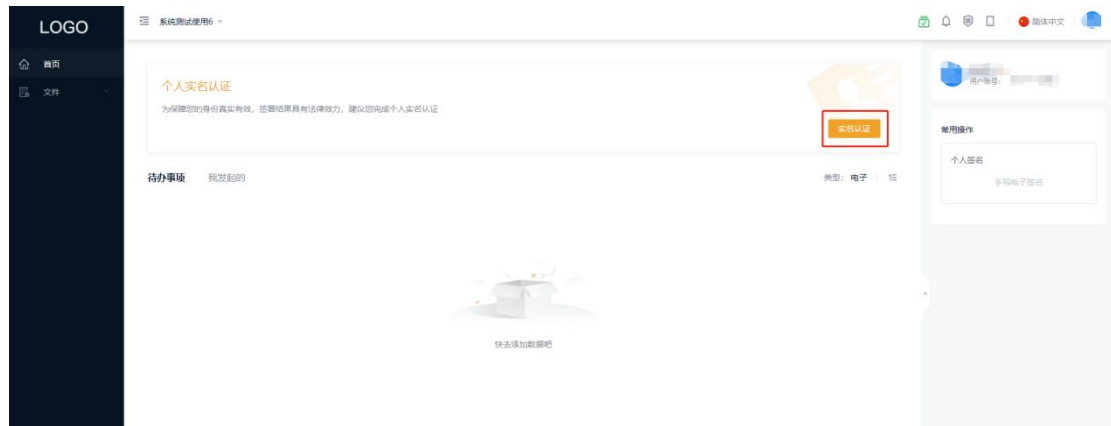 LOGO
系统测试使用6
简体中文
首页
文件
个人实名认证
为保障您的身份真实有效，签署结果具有法律效力，建议您完成个人实名认证
实名认证
待办事项
我发起的
类型：电子
快去添加数据吧
用户账号：
常用操作
个人签名
手写电子签名